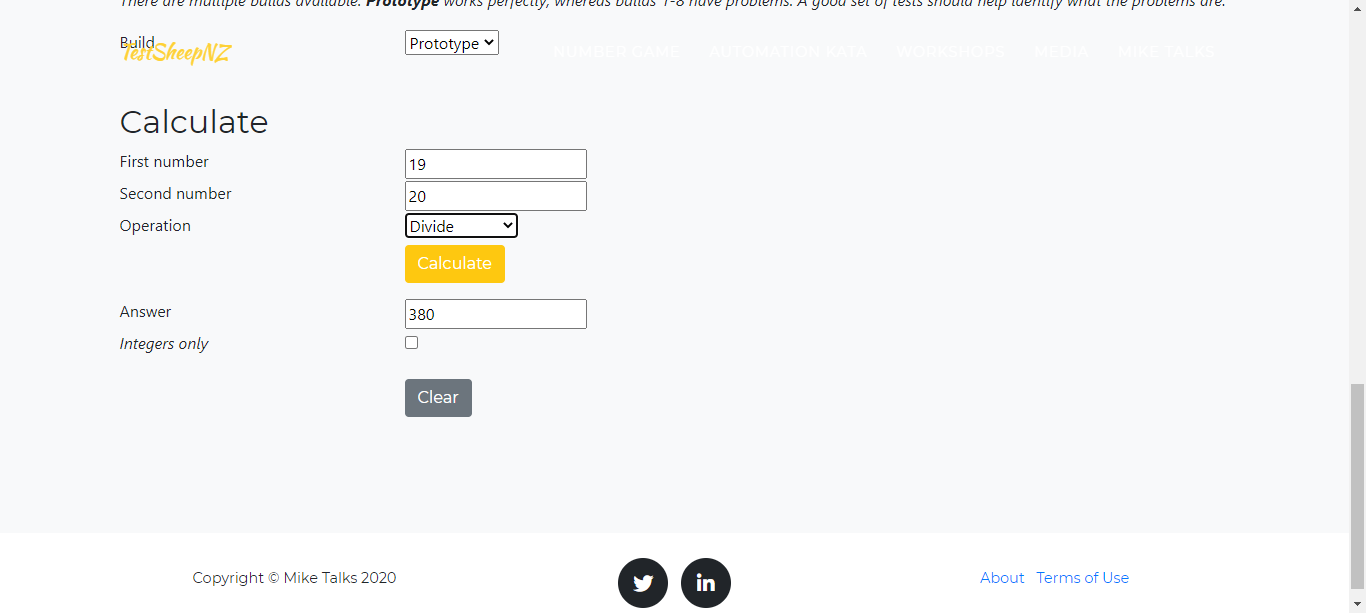 There are multiple builds available. Prototype works perfectly, whereas builds 1-8 have problems. A good set of tests should help identify what the problems are.
Build Prototype
TestSheepNZ NUMBER GAME AUTOMATION KATA WORKSHOPS MEDIA MIKE TALKS
Calculate
First number 19
Second number 20
Operation Divide
Calculate
Answer 380
Integers only
Clear
Copyright © Mike Talks 2020 About Terms of Use